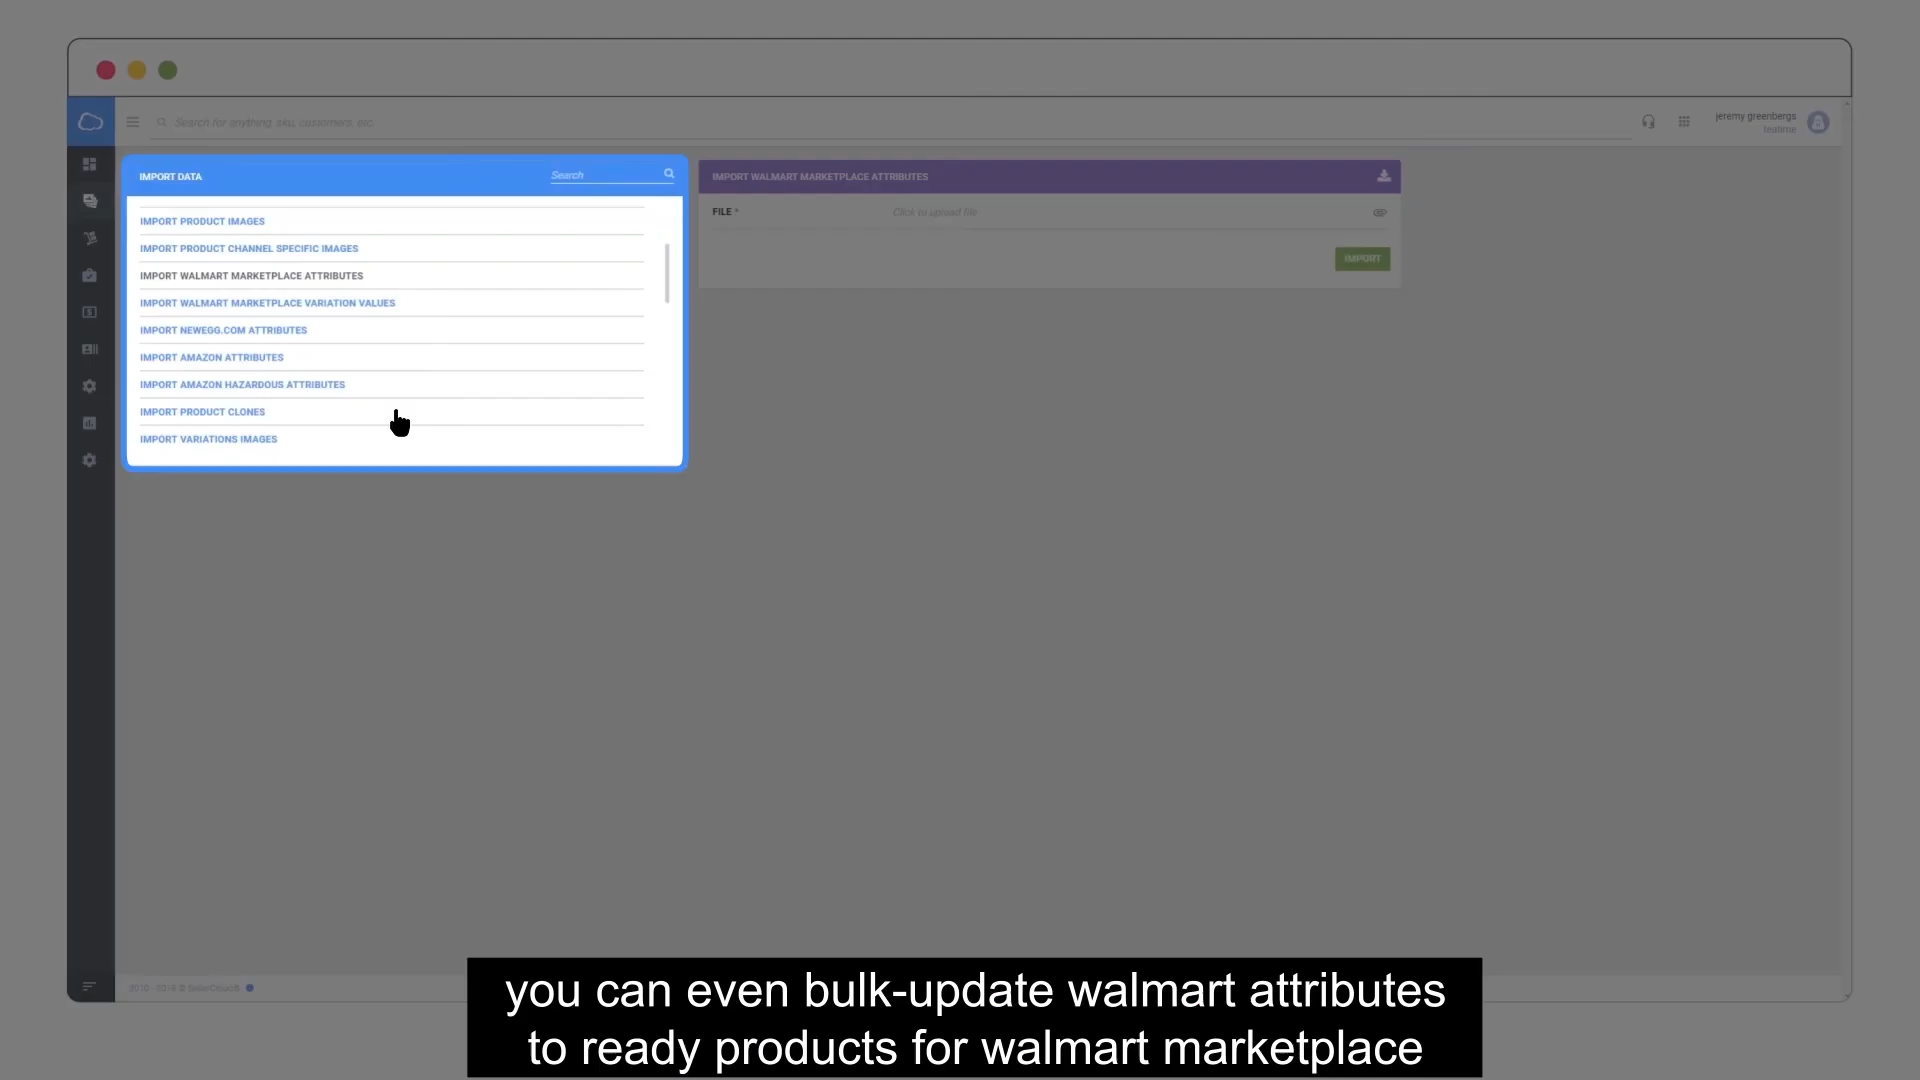 Search for anything, sku, customers, etc.
jeremy greenbergs
teatime
IMPORT DATA
Search
IMPORT PRODUCT IMAGES
IMPORT PRODUCT CHANNEL SPECIFIC IMAGES
IMPORT WALMART MARKETPLACE ATTRIBUTES
IMPORT WALMART MARKETPLACE VARIATION VALUES
IMPORT NEWEGG.COM ATTRIBUTES
IMPORT AMAZON ATTRIBUTES
IMPORT AMAZON HAZARDOUS ATTRIBUTES
IMPORT PRODUCT CLONES
IMPORT VARIATIONS IMAGES
IMPORT WALMART MARKETPLACE ATTRIBUTES
FILE *
Click to upload file
IMPORT
you can even bulk-update walmart attributes
to ready products for walmart marketplace